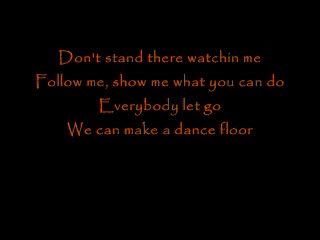 Don't stand there watchin me
Follow me, show me what you can do
Everybody let go
We can make a dance floor